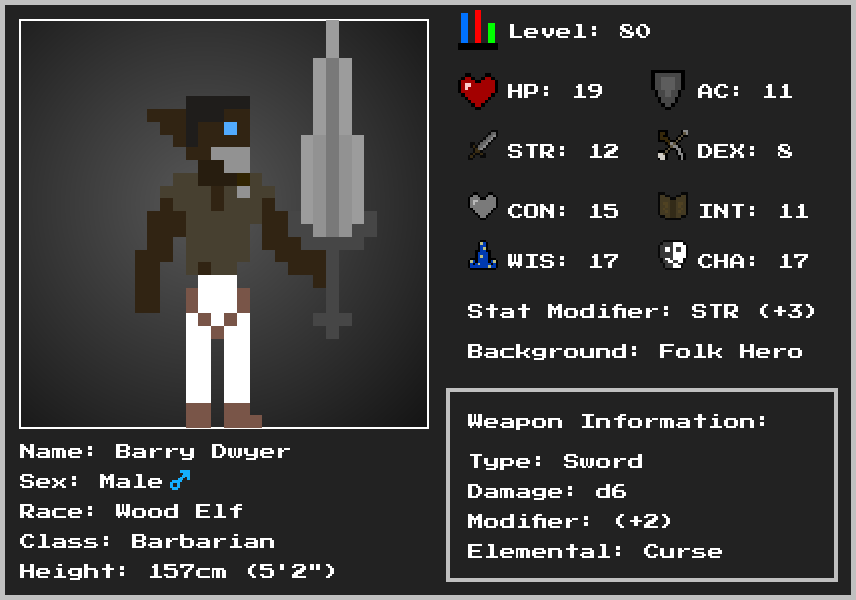 Level: 80
HP: 19
AC: 11
STR: 12
DEX: 8
CON: 15
INT: 11
WIS: 17
CHA: 17
Stat Modifier: STR (+3)
Background: Folk Hero
Weapon Information:
Type: Sword
Damage: d6
Modifier: (+2)
Elemental: Curse
Name: Barry Dwyer
Sex: Male♂
Race: Wood Elf
Class: Barbarian
Height: 157cm (5'2")